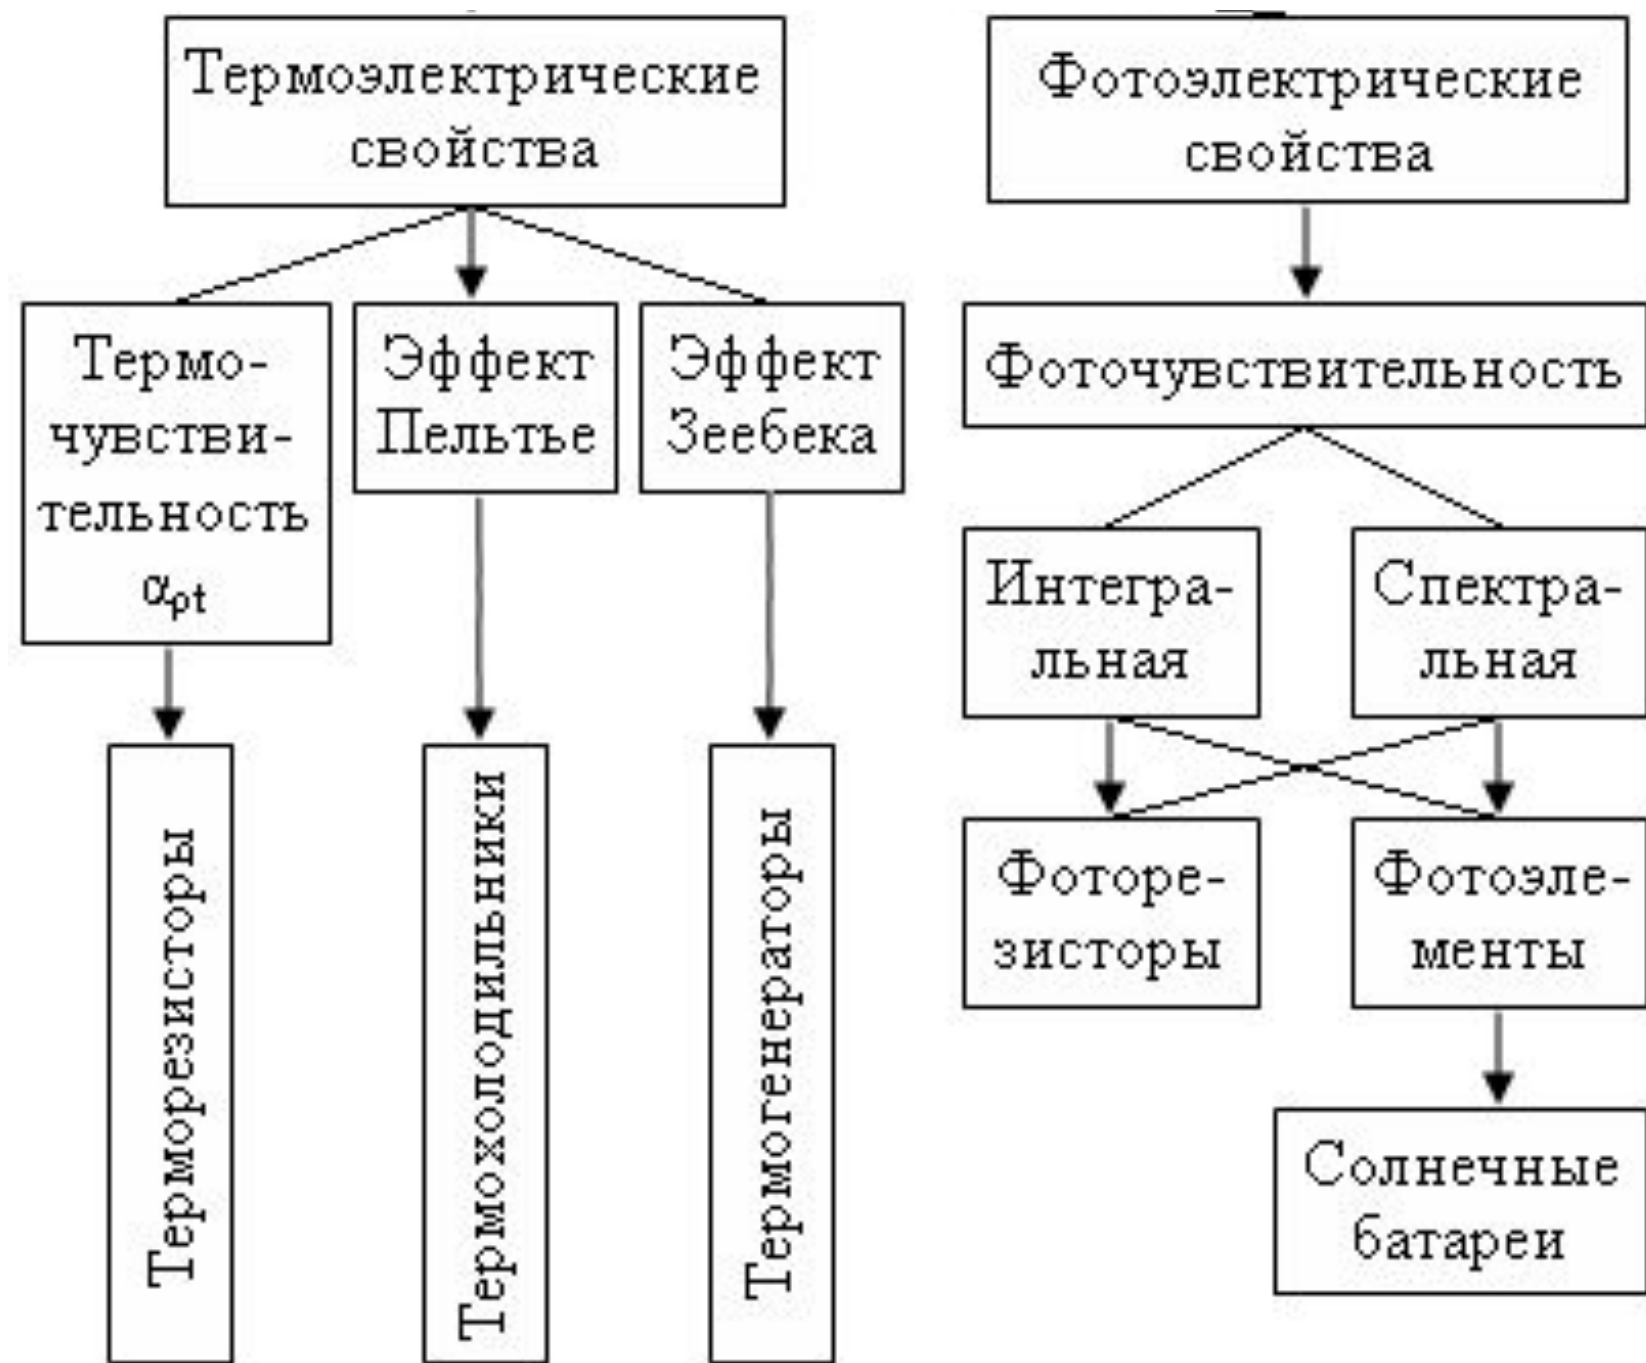 Термоэлектрические
свойства
Термо-
чувстви-
тельность
αρt
Эффект
Пельтье
Эффект
Зеебека
Терморезисторы
Термохолодильники
Термогенераторы
Фотоэлектрические
свойства
Фоточувствительность
Интегра-
льная
Спектра-
льная
Фоторе-
зисторы
Фотоэле-
менты
Солнечные
батареи